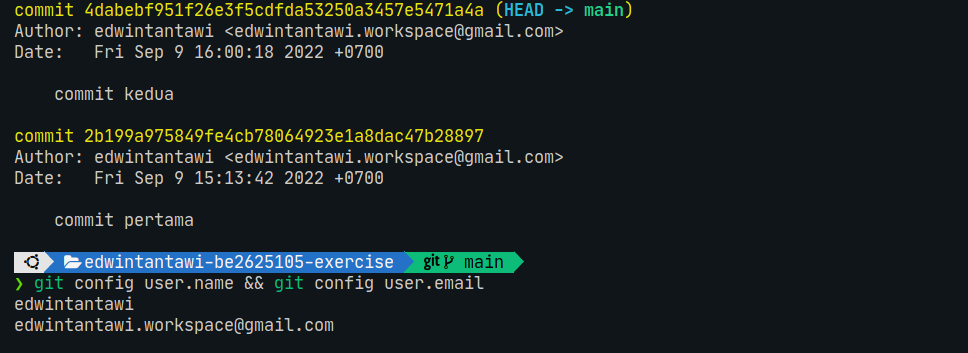 commit 4dabebf951f26e3f5cdfda53250a3457e5471a4a (HEAD -> main)
Author: edwintantawi <edwintantawi.workspace@gmail.com>
Date:   Fri Sep 9 16:00:18 2022 +0700
    commit kedua
commit 2b199a975849fe4cb78064923e1a8dac47b28897
Author: edwintantawi <edwintantawi.workspace@gmail.com>
Date:   Fri Sep 9 15:13:42 2022 +0700
    commit pertama
edwintantawi-be2625105-exercise git main
❯ git config user.name && git config user.email
edwintantawi
edwintantawi.workspace@gmail.com